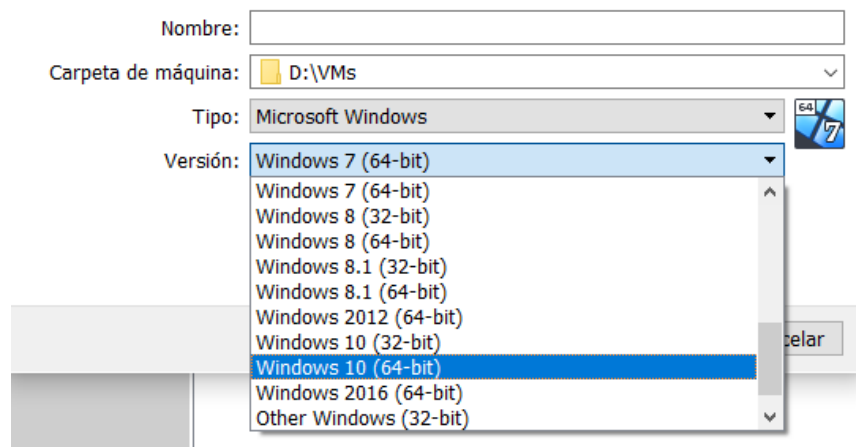 Nombre:
Carpeta de máquina: D:\VMs
Tipo: Microsoft Windows
64
7
Versión: Windows 7 (64-bit)
Windows 7 (64-bit)
Windows 8 (32-bit)
Windows 8 (64-bit)
Windows 8.1 (32-bit)
Windows 8.1 (64-bit)
Windows 2012 (64-bit)
Windows 10 (32-bit)
celar
Windows 10 (64-bit)
Windows 2016 (64-bit)
Other Windows (32-bit)